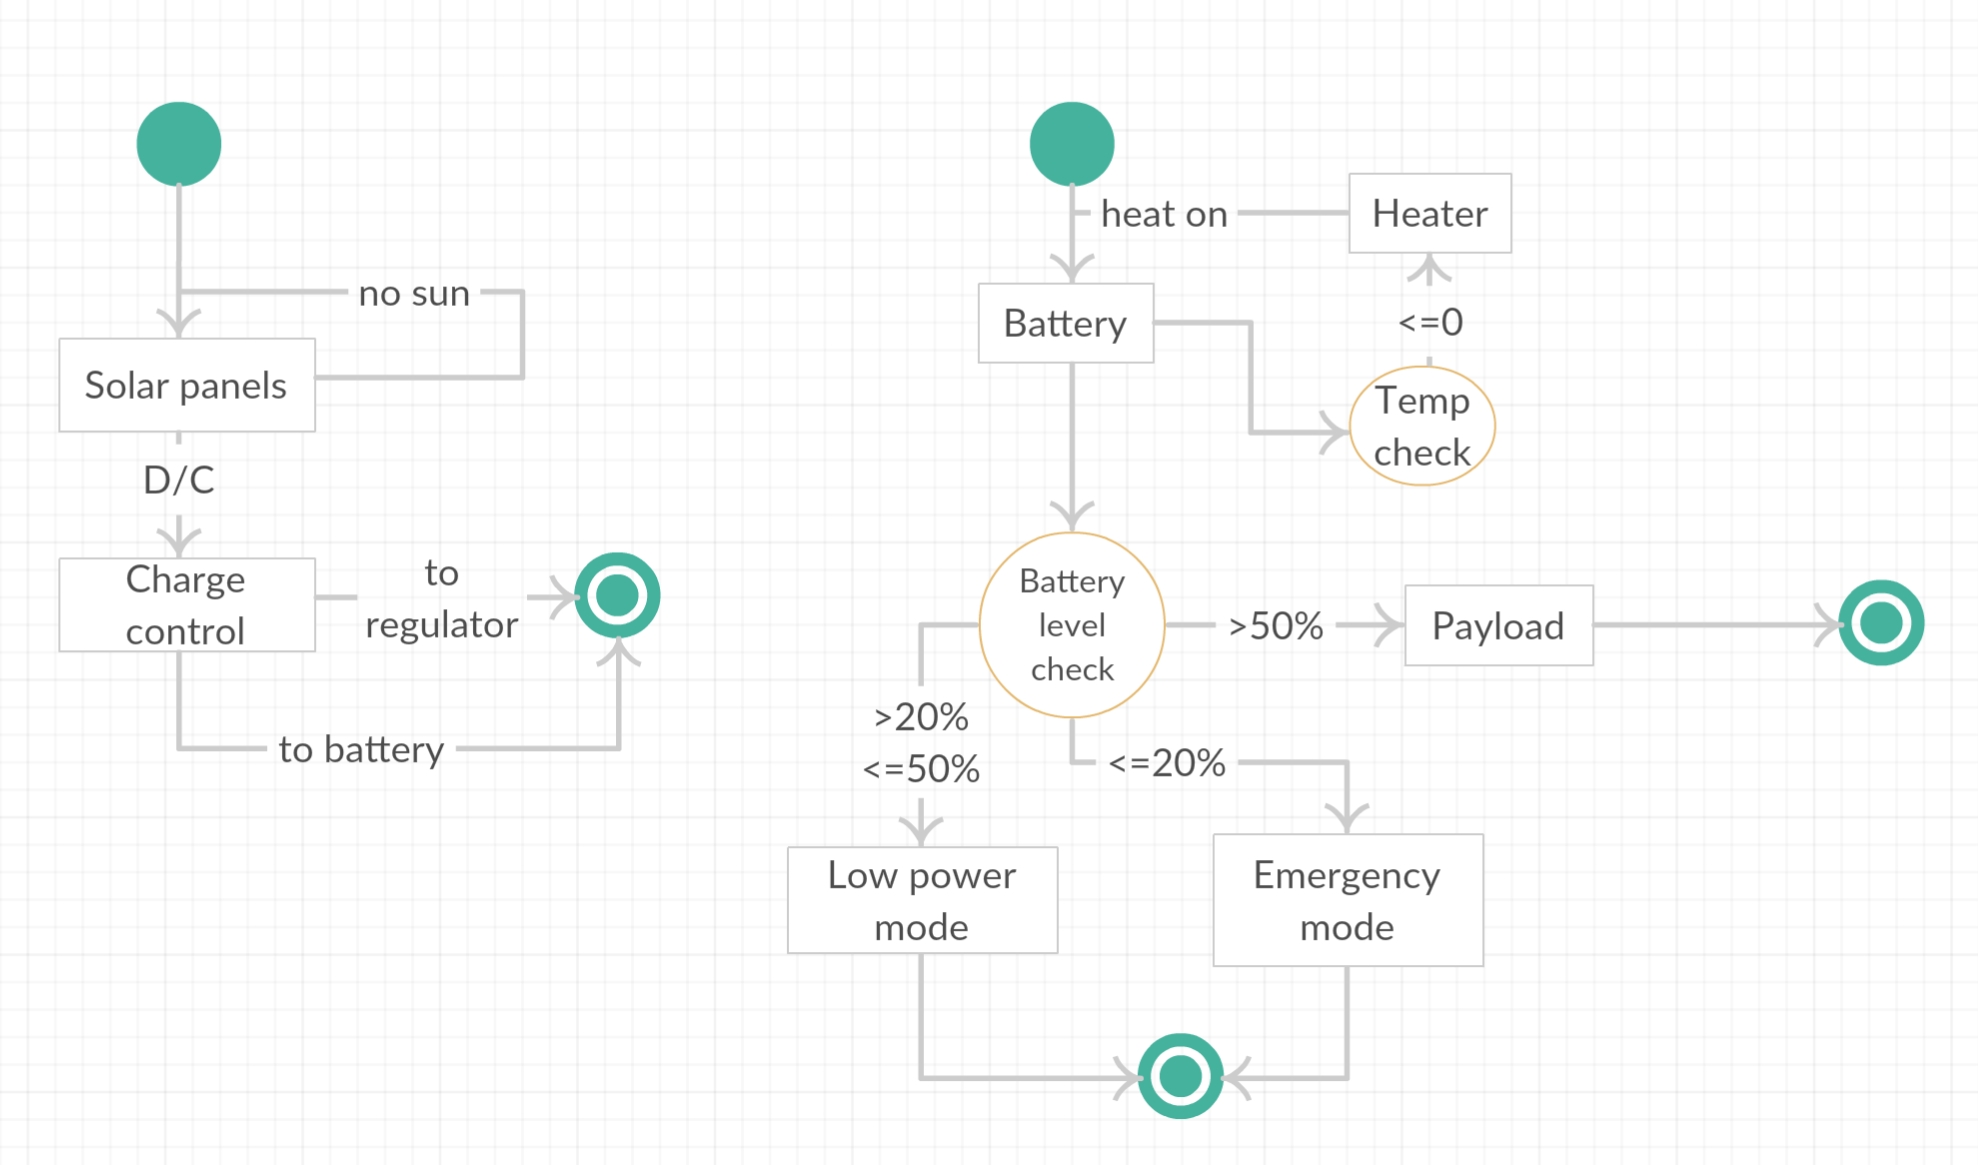 no sun
Solar panels
D/C
Charge
control
to
regulator
to battery
heat on
Heater
<=0
Battery
Temp
check
Battery
level
check
>50%
Payload
>20%
<=50%
<=20%
Low power
mode
Emergency
mode